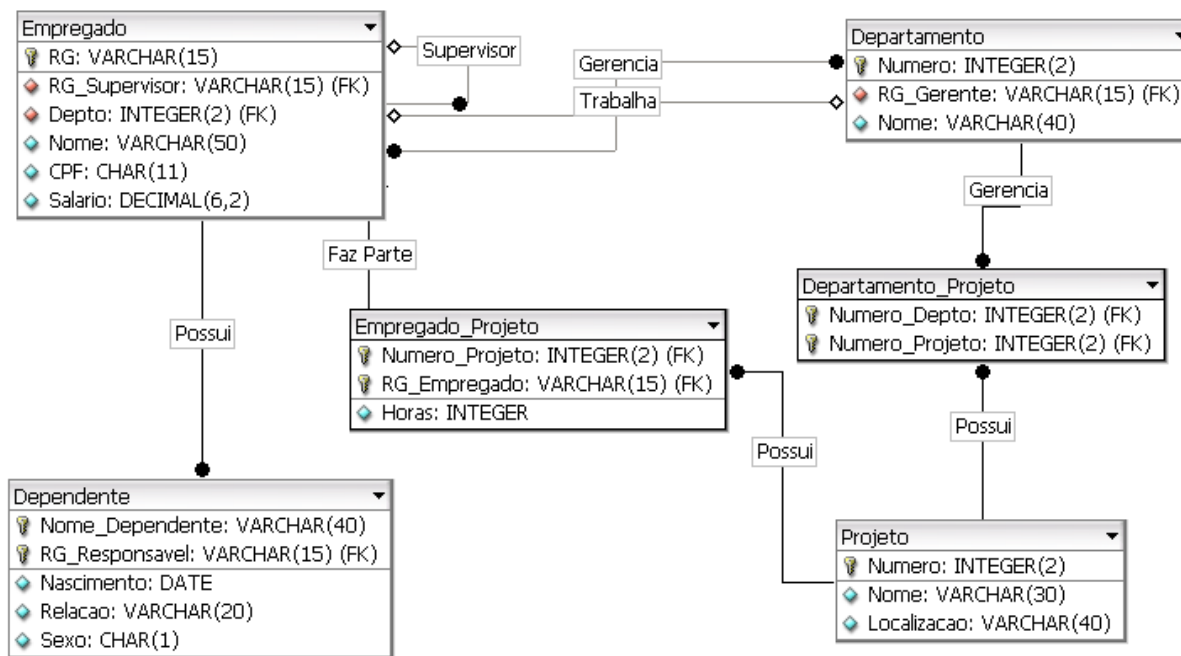 Empregado
RG: VARCHAR(15)
RG_Supervisor: VARCHAR(15) (FK)
Depto: INTEGER(2) (FK)
Nome: VARCHAR(50)
CPF: CHAR(11)
Salario: DECIMAL(6,2)
Supervisor
Gerencia
Trabalha
Departamento
Numero: INTEGER(2)
RG_Gerente: VARCHAR(15) (FK)
Nome: VARCHAR(40)
Gerencia
Faz Parte
Departamento_Projeto
Numero_Depto: INTEGER(2) (FK)
Numero_Projeto: INTEGER(2) (FK)
Possui
Empregado_Projeto
Numero_Projeto: INTEGER(2) (FK)
RG_Empregado: VARCHAR(15) (FK)
Horas: INTEGER
Possui
Possui
Dependente
Nome_Dependente: VARCHAR(40)
RG_Responsavel: VARCHAR(15) (FK)
Nascimento: DATE
Relacao: VARCHAR(20)
Sexo: CHAR(1)
Projeto
Numero: INTEGER(2)
Nome: VARCHAR(30)
Localizacao: VARCHAR(40)